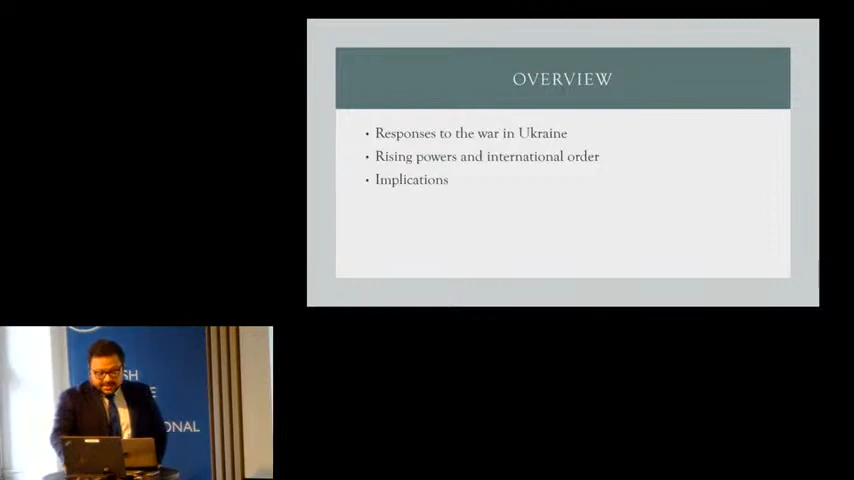 OVERVIEW
• Responses to the war in Ukraine
• Rising powers and international order
• Implications
SH
E
ONAL